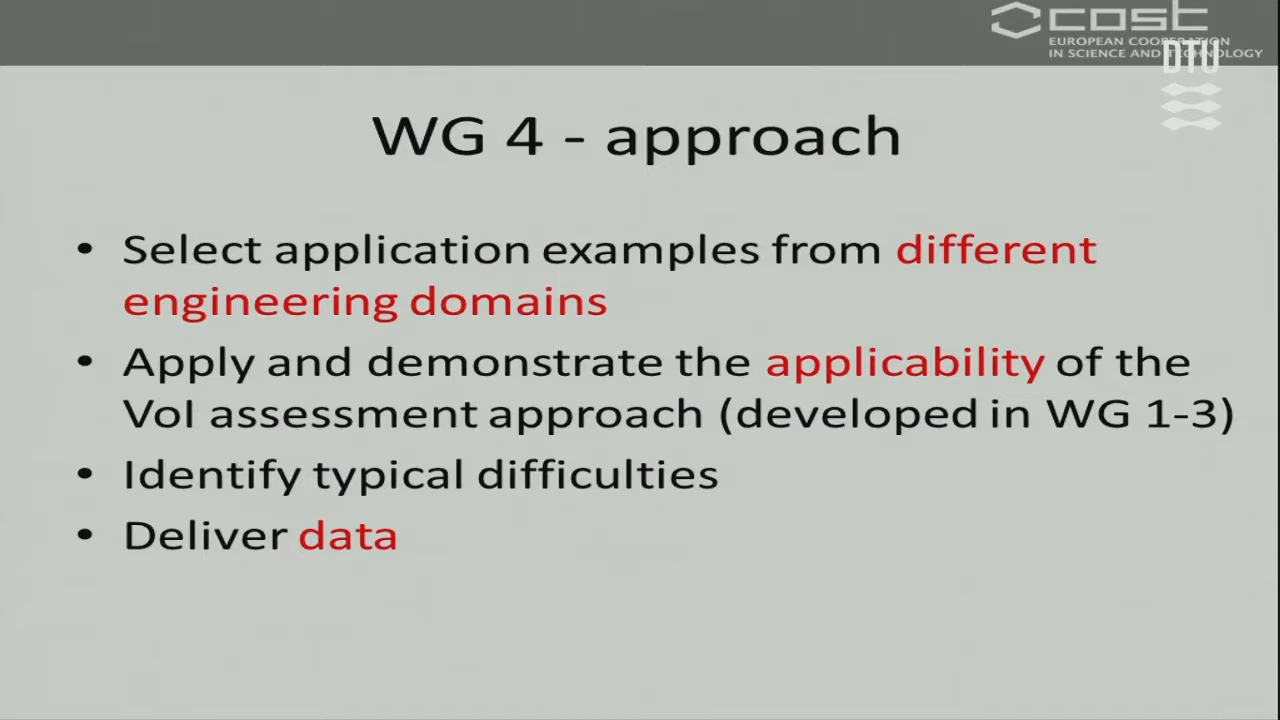 cost
EUROPEAN COOPERATION
IN SCIENCE AND TECHNOLOGY
DTU
WG 4 - approach
• Select application examples from different
engineering domains
• Apply and demonstrate the applicability of the
VoI assessment approach (developed in WG 1-3)
• Identify typical difficulties
• Deliver data